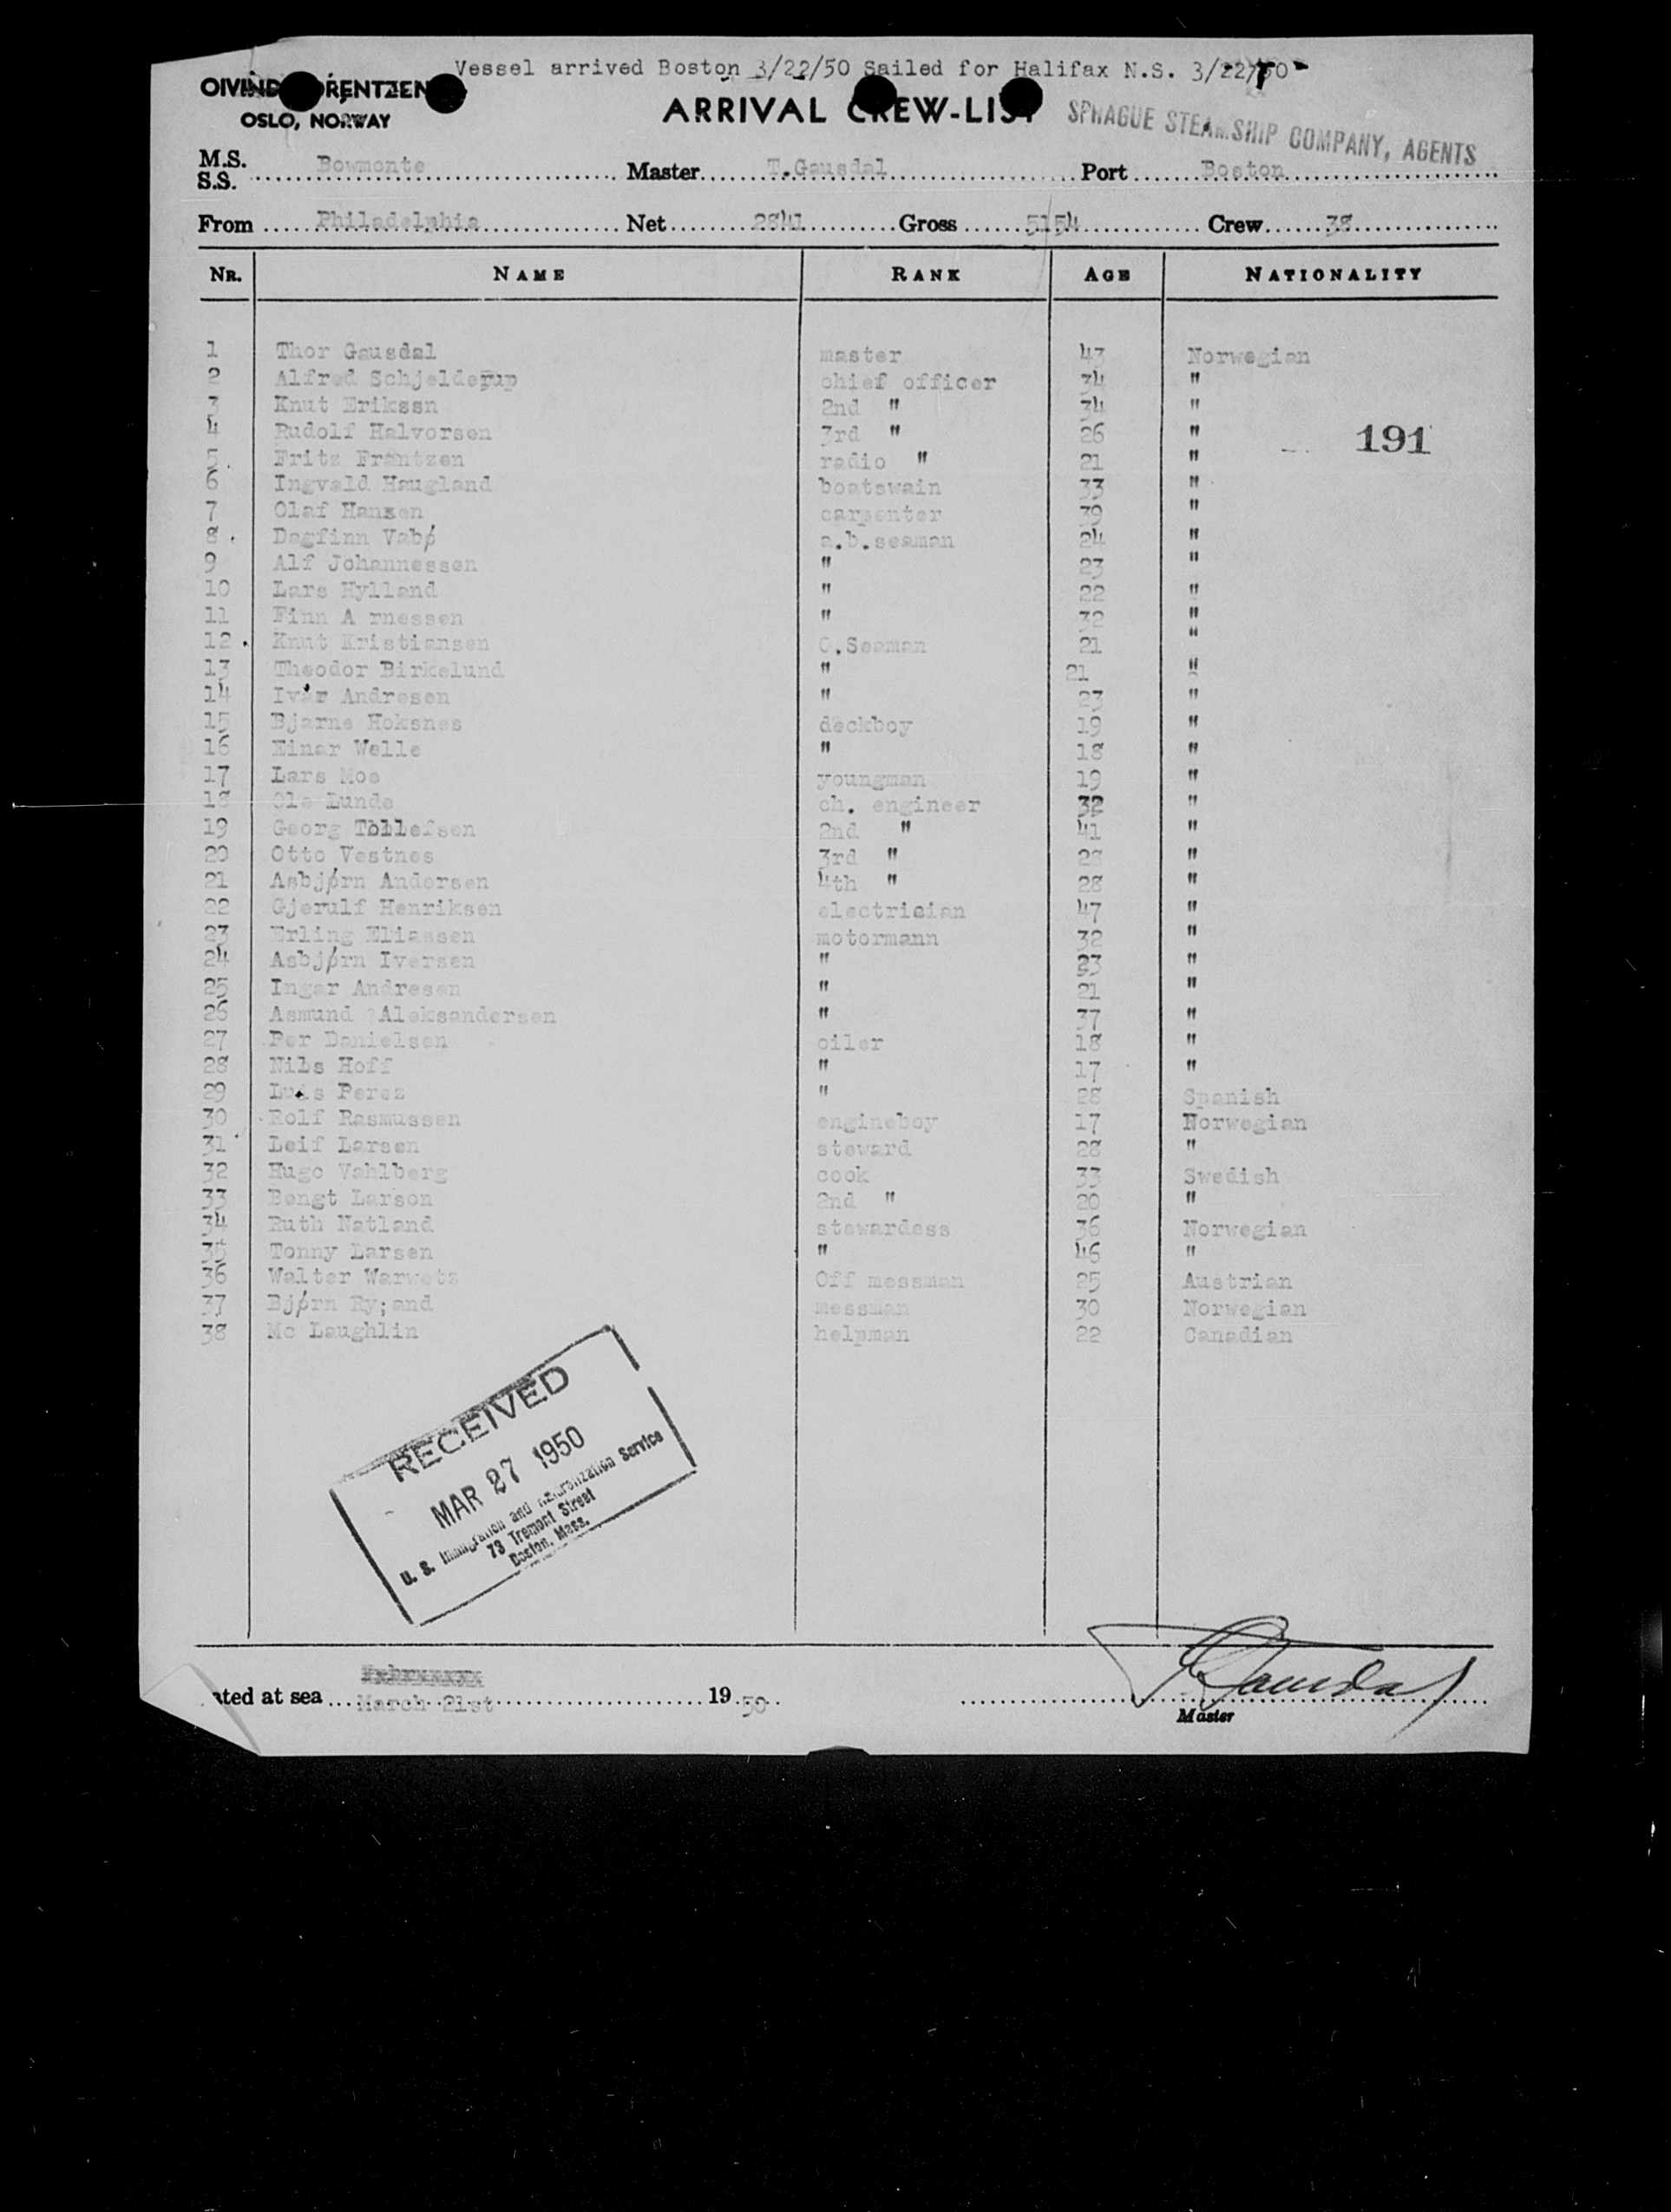 Vessel arrived Boston 3/22/50 Sailed for Halifax N.S. 3/22/50
OIVIND RENTZEN
OSLO, NORWAY
ARRIVAL CREW-LIST
SPRAGUE STEAMSHIP COMPANY, AGENTS
M.S.
S.S. Bowmonte Master T.Gausdal Port Boston
From Philadelphia Net 2841 Gross 5154 Crew 38
NR. NAME RANK AGE NATIONALITY
1 Thor Gausdal master 43 Norwegian
2 Alfred Schjelderup chief officer 34 "
3 Knut Erikssn 2nd " 34 "
4 Rudolf Halvorsen 3rd " 26 "
191
5 Fritz Frantzen radio " 21 "
6 Ingvald Haugland boatswain 33 "
7 Olaf Hansen carpenter 39 "
8 Dagfinn Vabø a.b.seaman 24 "
9 Alf Johannessen " 23 "
10 Lars Hylland " 22 "
11 Finn A rnessen " 32 "
12 Knut Kristiansen O.Seaman 21 "
13 Theodor Birkelund " 21 "
14 Ivar Andresen " 23 "
15 Bjarne Hoksnes deckboy 19 "
16 Einar Welle " 18 "
17 Lars Moe youngman 19 "
18 Ole Lunde ch. engineer 32 "
19 Georg Tollefsen 2nd " 41 "
20 Otto Vestnes 3rd " 28 "
21 Asbjørn Andersen 4th " 28 "
22 Gjerulf Henriksen electrician 47 "
23 Erling Eliassen motormann 32 "
24 Asbjørn Iversen " 23 "
25 Inger Andresen " 21 "
26 Asmund Aleksandersen " 37 "
27 Per Danielsen oiler 18 "
28 Nils Hoff " 17 "
29 Luis Perez " 28 Spanish
30 Rolf Rasmussen engineboy 17 Norwegian
31 Leif Larsen steward 28 "
32 Hugo Vahlberg cook 33 Swedish
33 Bengt Larson 2nd " 20 "
34 Ruth Natland stewardess 36 Norwegian
35 Tonny Larsen " 46 "
36 Walter Warwetz Off messman 25 Austrian
37 Bjørn Ry;and messman 30 Norwegian
38 Mc Laughlin helpman 22 Canadian
RECEIVED
MAR 27 1950
U. S. Immigration and Naturalization Service
73 Tremont Street
Boston, Mass.
ated at sea March 21st 19 50
T Gausdal
Master